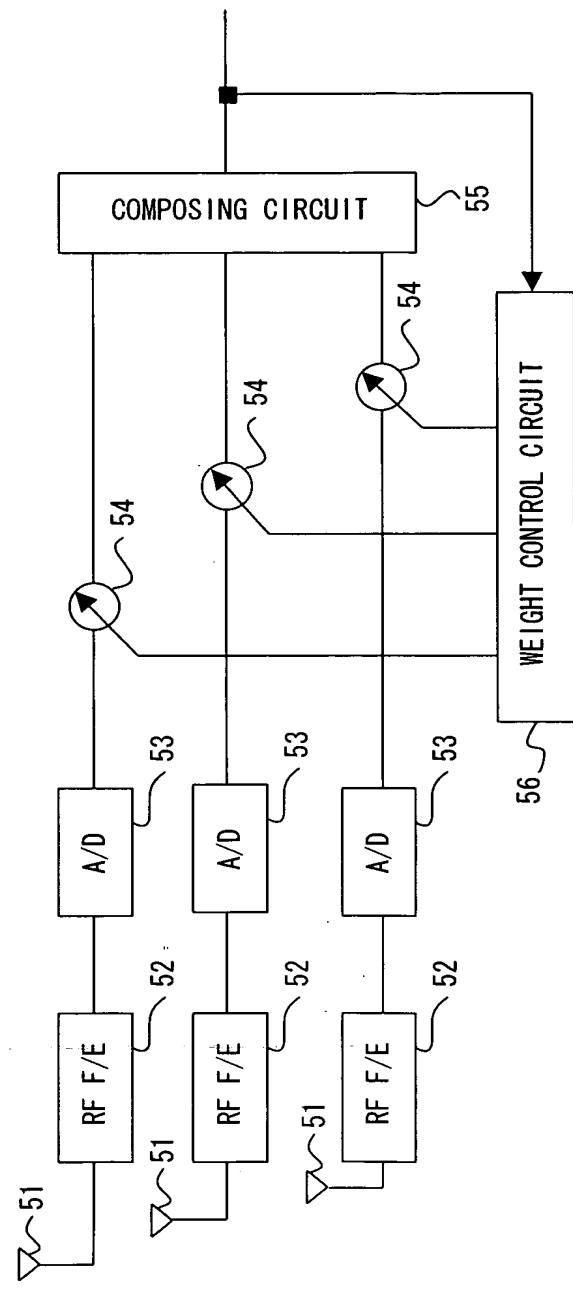 51
RF F/E
52
A/D
53
54
COMPOSING CIRCUIT
55
51
RF F/E
52
A/D
53
54
51
RF F/E
52
A/D
53
54
56
WEIGHT CONTROL CIRCUIT